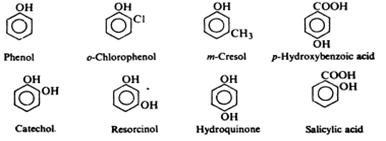 OH OH OH COOH
Cl
CH3
OH
Phenol o-Chlorophenol m-Cresol p-Hydroxybenzoic acid
OH OH OH COOH
OH OH
OH
OH
Catechol. Resorcinol Hydroquinone Salicylic acid